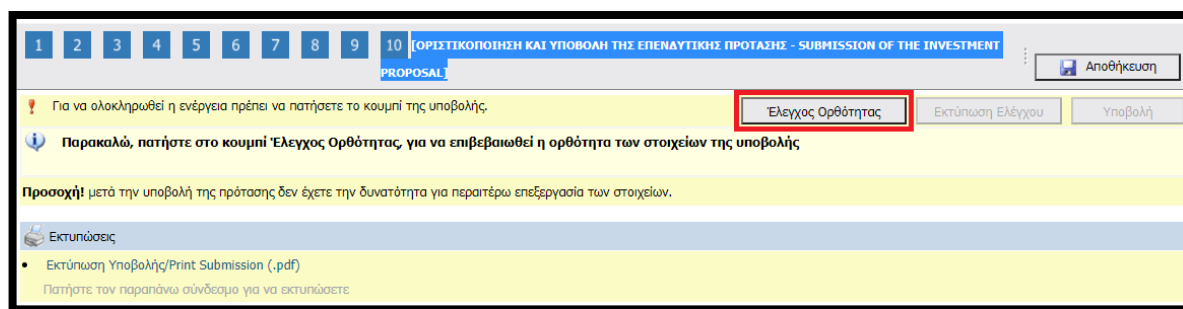 1 2 3 4 5 6 7 8 9 10 [ΟΡΙΣΤΙΚΟΠΟΙΗΣΗ ΚΑΙ ΥΠΟΒΟΛΗ ΤΗΣ ΕΠΕΝΔΥΤΙΚΗΣ ΠΡΟΤΑΣΗΣ - SUBMISSION OF THE INVESTMENT
PROPOSAL]
Αποθήκευση
Για να ολοκληρωθεί η ενέργεια πρέπει να πατήσετε το κουμπί της υποβολής.
Έλεγχος Ορθότητας Εκτύπωση Ελέγχου Υποβολή
Παρακαλώ, πατήστε στο κουμπί Έλεγχος Ορθότητας, για να επιβεβαιωθεί η ορθότητα των στοιχείων της υποβολής
Προσοχή! μετά την υποβολή της πρότασης δεν έχετε την δυνατότητα για περαιτέρω επεξεργασία των στοιχείων.
Εκτυπώσεις
Εκτύπωση Υποβολής/Print Submission (.pdf)
Πατήστε τον παραπάνω σύνδεσμο για να εκτυπώσετε